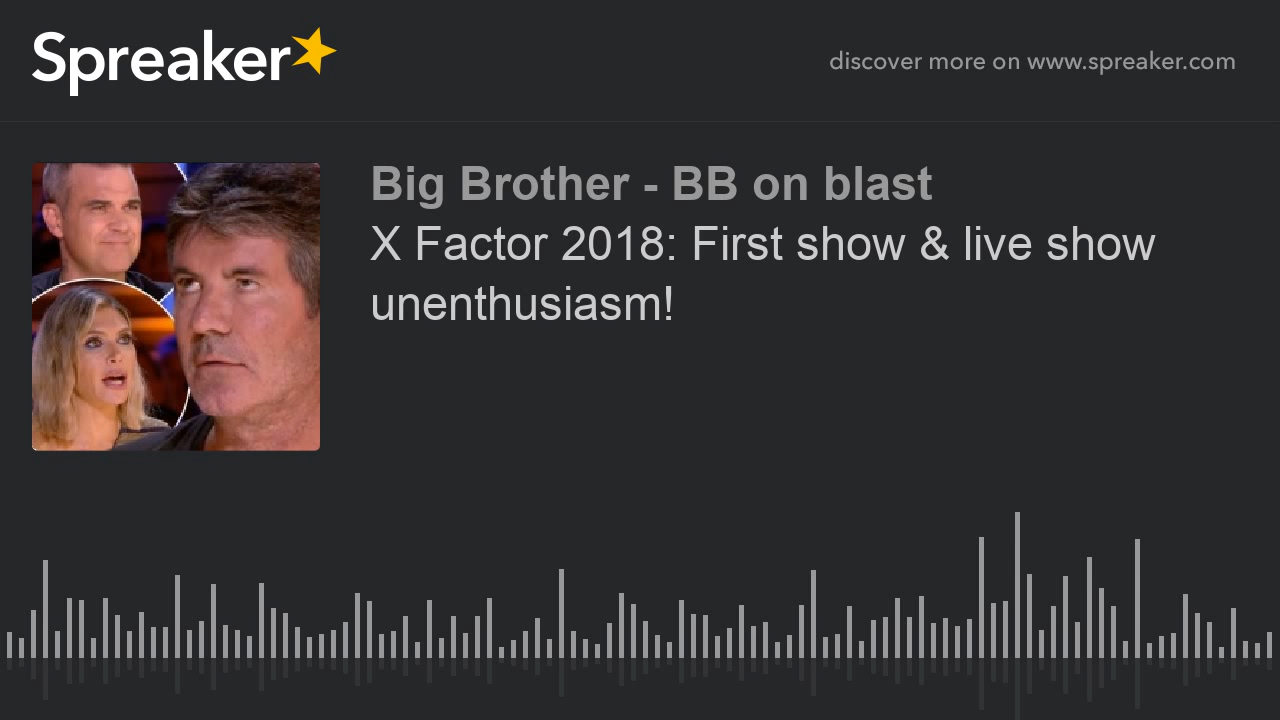 Spreaker
discover more on www.spreaker.com
Big Brother - BB on blast
X Factor 2018: First show & live show
unenthusiasm!